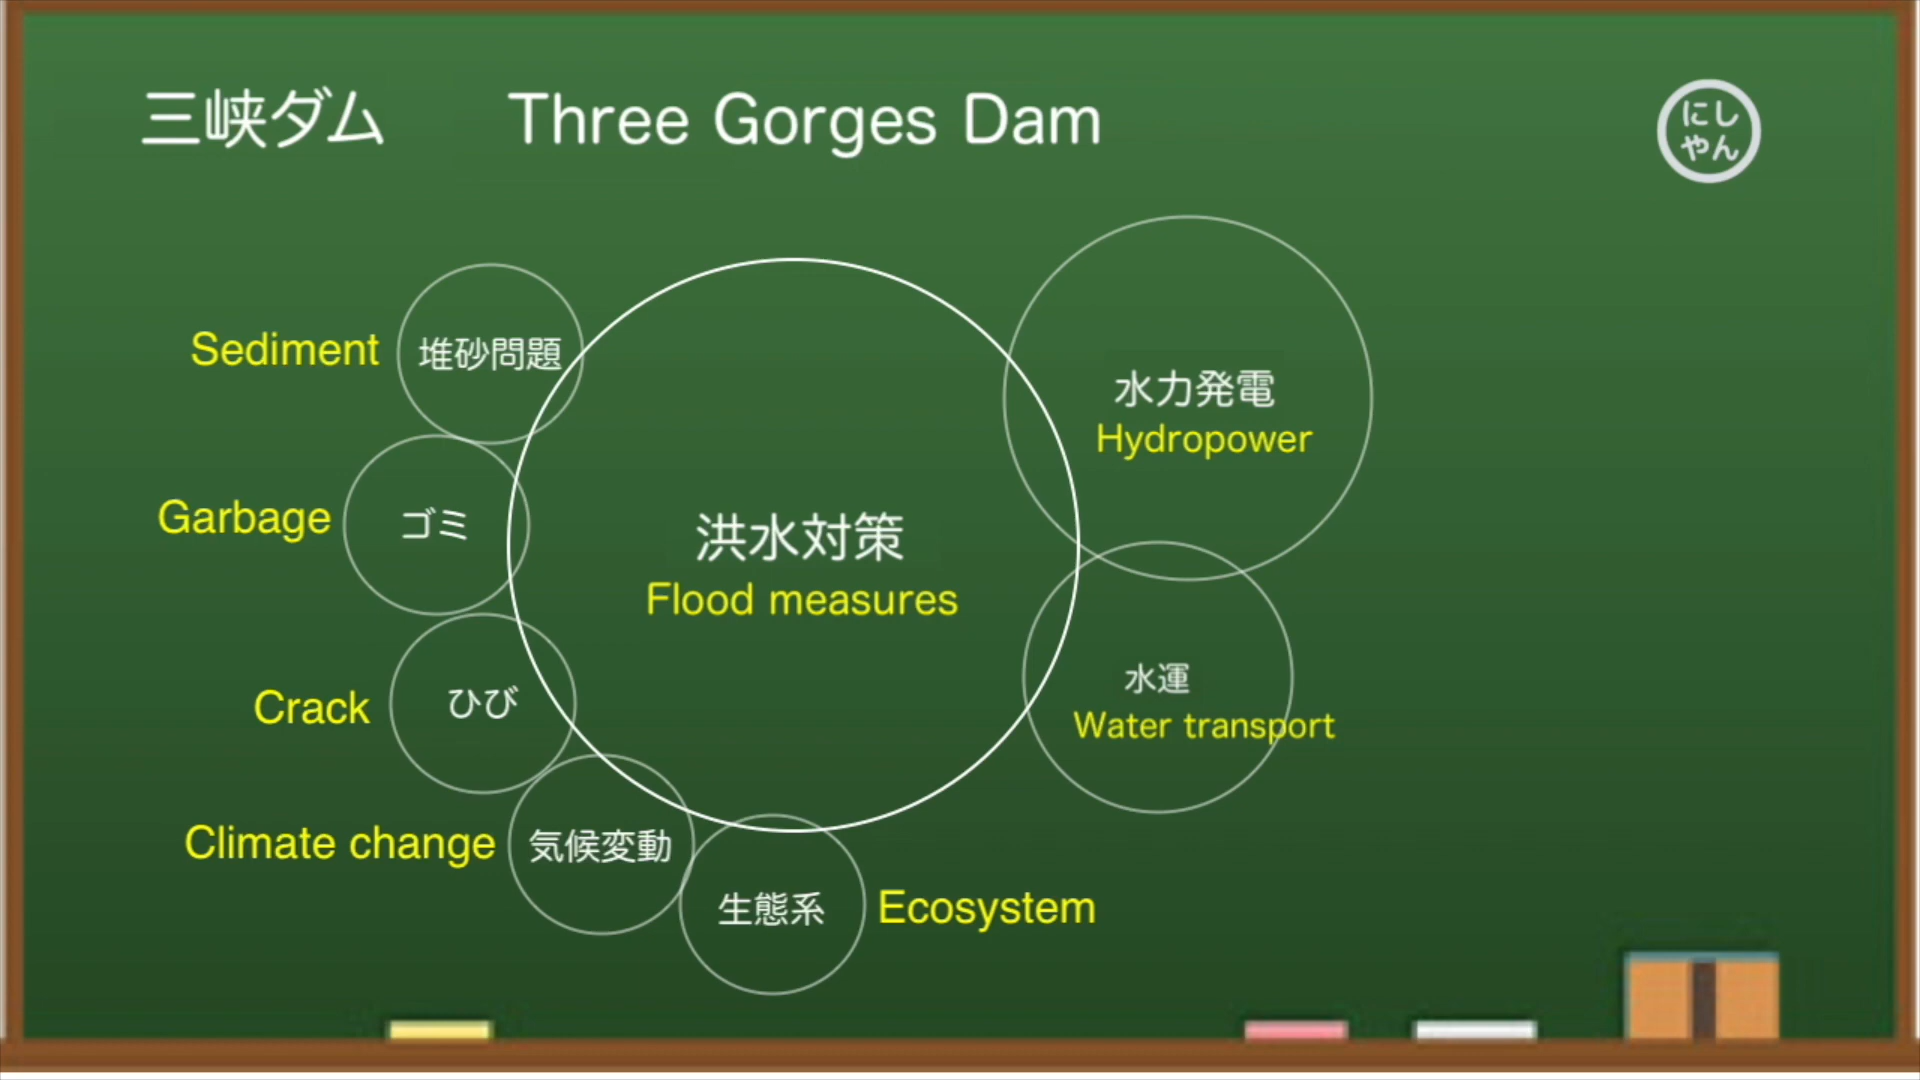 三峡ダム Three Gorges Dam
にし
やん
Sediment 堆砂問題
水力発電
Hydropower
Garbage ゴミ
洪水対策
Flood measures
水運
Water transport
Crack ひび
Climate change 気候変動
生態系 Ecosystem